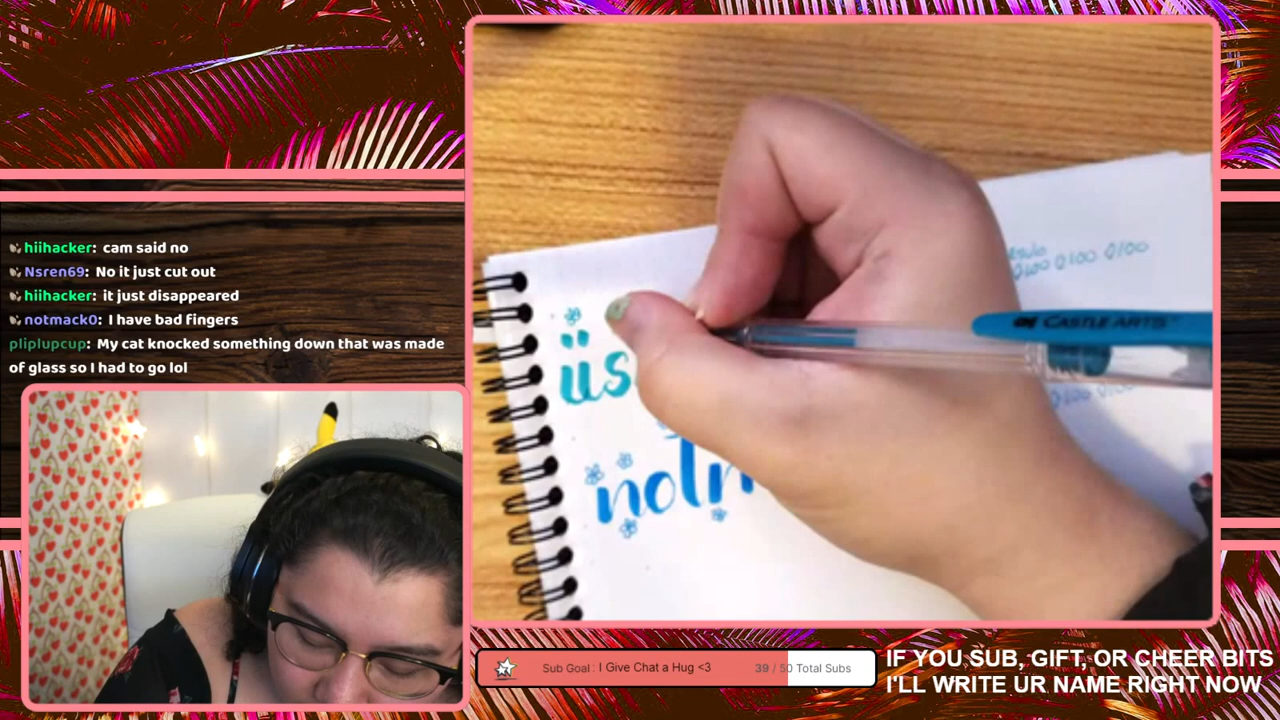 hiihacker: cam said no
Nsren69: No it just cut out
hiihacker: it just disappeared
notmack0: I have bad fingers
pliplupcup: My cat knocked something down that was made
of glass so I had to go lol
CASTLE ARTS
Sub Goal : I Give Chat a Hug <3 39 / 50 Total Subs
IF YOU SUB, GIFT, OR CHEER BITS
I'LL WRITE UR NAME RIGHT NOW